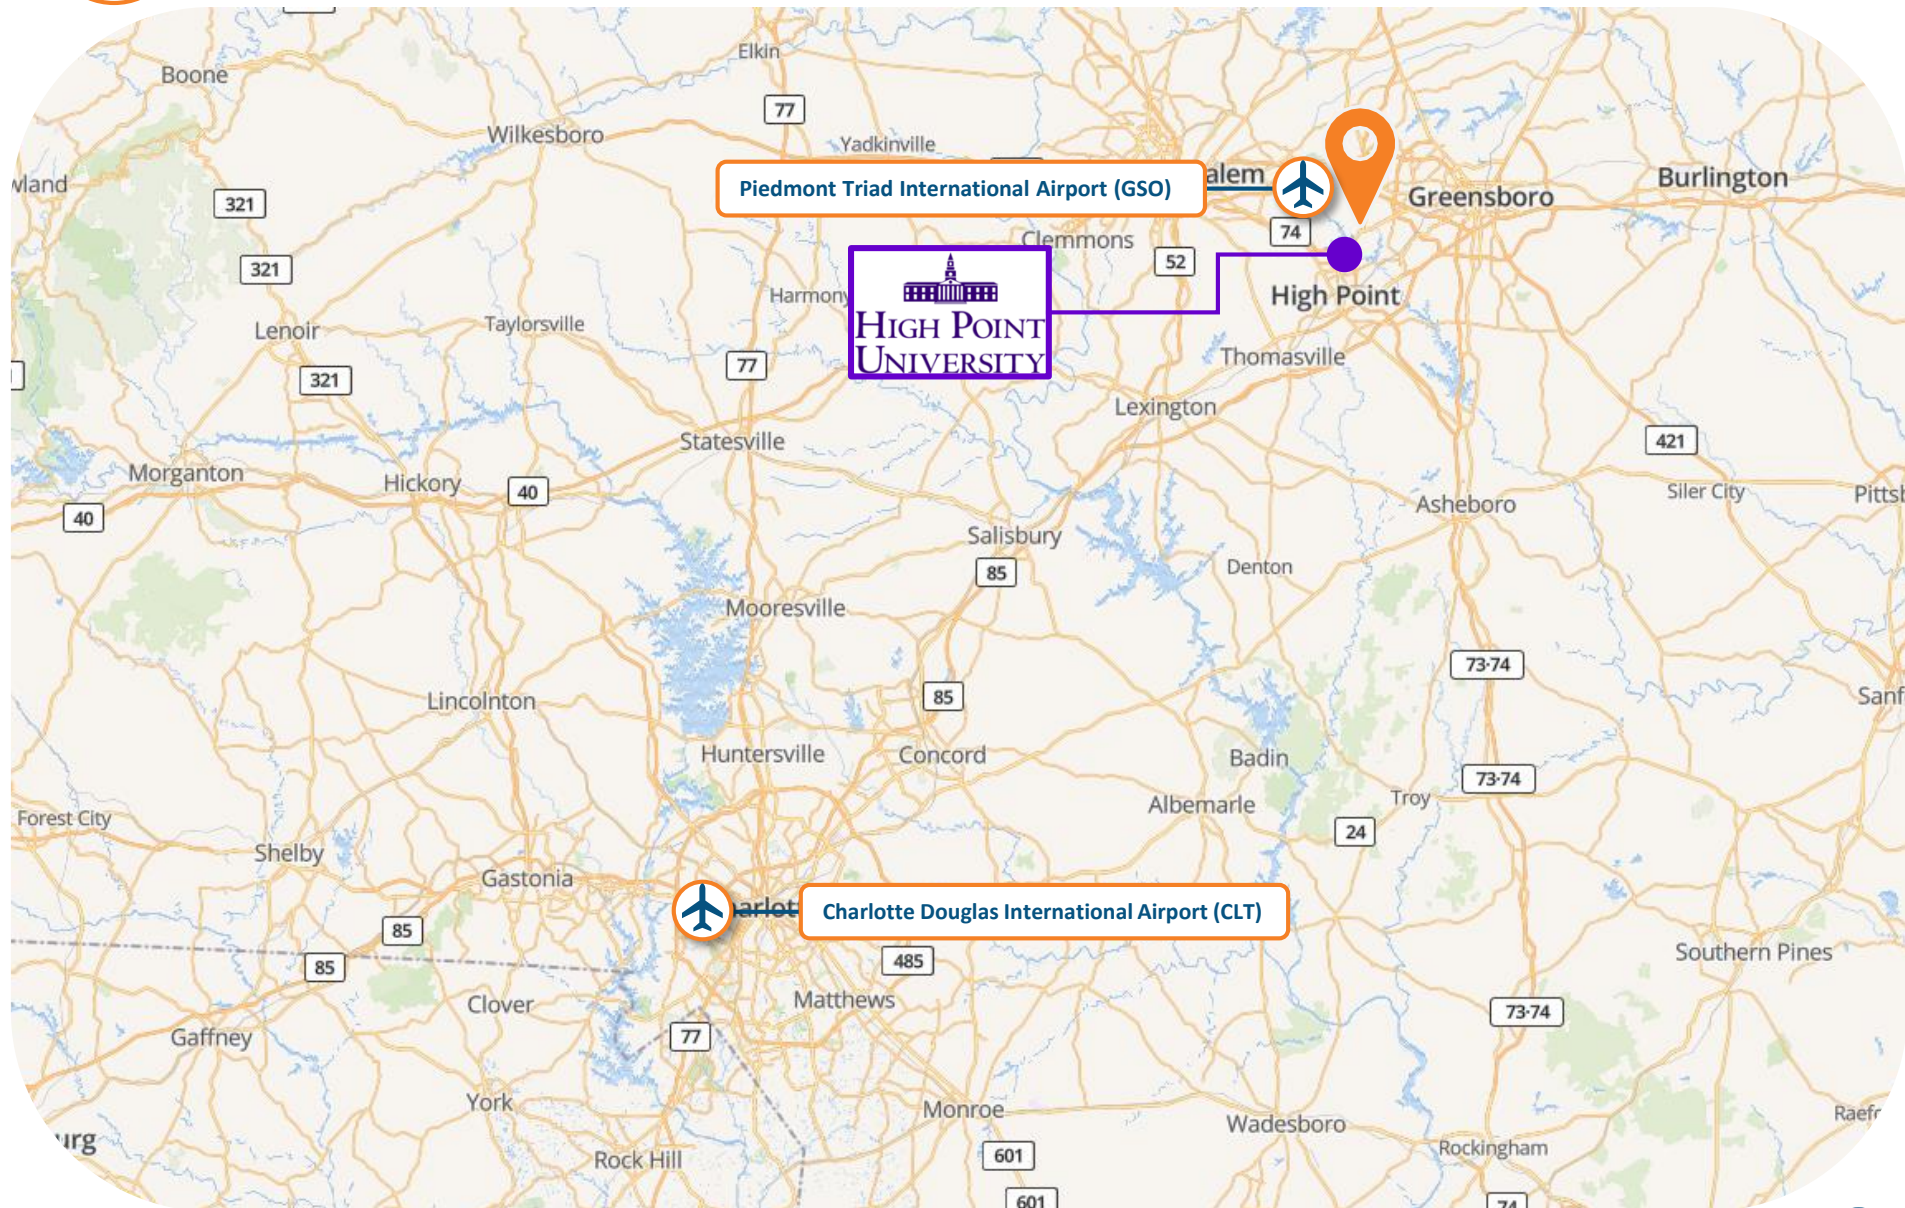 Elkin
Boone
77
Wilkesboro
Yadkinville
alem
Burlington
Piedmont Triad International Airport (GSO)
Greensboro
321
74
Clemmons
52
321
Harmony
High Point
HIGH POINT
UNIVERSITY
Lenoir
Taylorsville
Thomasville
77
321
Lexington
Statesville
421
Morganton
Hickory
40
Siler City
Asheboro
40
Salisbury
Denton
85
Mooresville
73·74
Lincolnton
85
Huntersville
Concord
Badin
73·74
Albemarle
Troy
Forest City
24
Shelby
Gastonia
Charlotte Douglas International Airport (CLT)
85
85
485
Southern Pines
Clover
Matthews
73·74
Gaffney
77
York
Monroe
Wadesboro
urg
Rockingham
Rock Hill
601
601
74